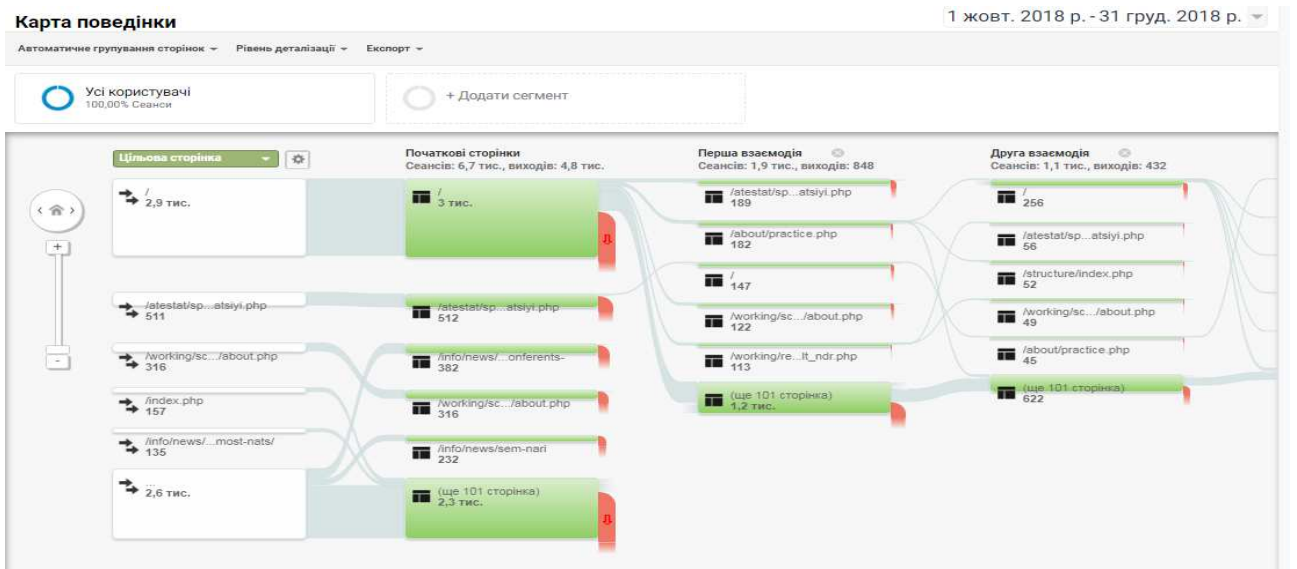 Карта поведінки
1 жовт. 2018 р. - 31 груд. 2018 р.
Автоматичне групування сторінок
Рівень деталізації
Експорт
Усі користувачі
100,00% Сеанси
+ Додати сегмент
Цільова сторінка
/
2,9 тис.
/atestat/sp...atsiyi.php
511
/working/sc.../about.php
316
/index.php
157
/info/news/...most-nats/
135
...
2,6 тис.
Початкові сторінки
Сеансів: 6,7 тис., виходів: 4,8 тис.
/
3 тис.
/atestat/sp...atsiyi.php
512
/info/news/...onferents-
382
/working/sc.../about.php
316
/info/news/sem-nari
232
(ще 101 сторінка)
2,3 тис.
Перша взаємодія
Сеансів: 1,9 тис., виходів: 848
/atestat/sp...atsiyi.php
189
/about/practice.php
182
/
147
/working/sc.../about.php
122
/working/re...lt_ndr.php
113
(ще 101 сторінка)
1,2 тис.
Друга взаємодія
Сеансів: 1,1 тис., виходів: 432
/
256
/atestat/sp...atsiyi.php
56
/structure/index.php
52
/working/sc.../about.php
49
/about/practice.php
45
(ще 101 сторінка)
622